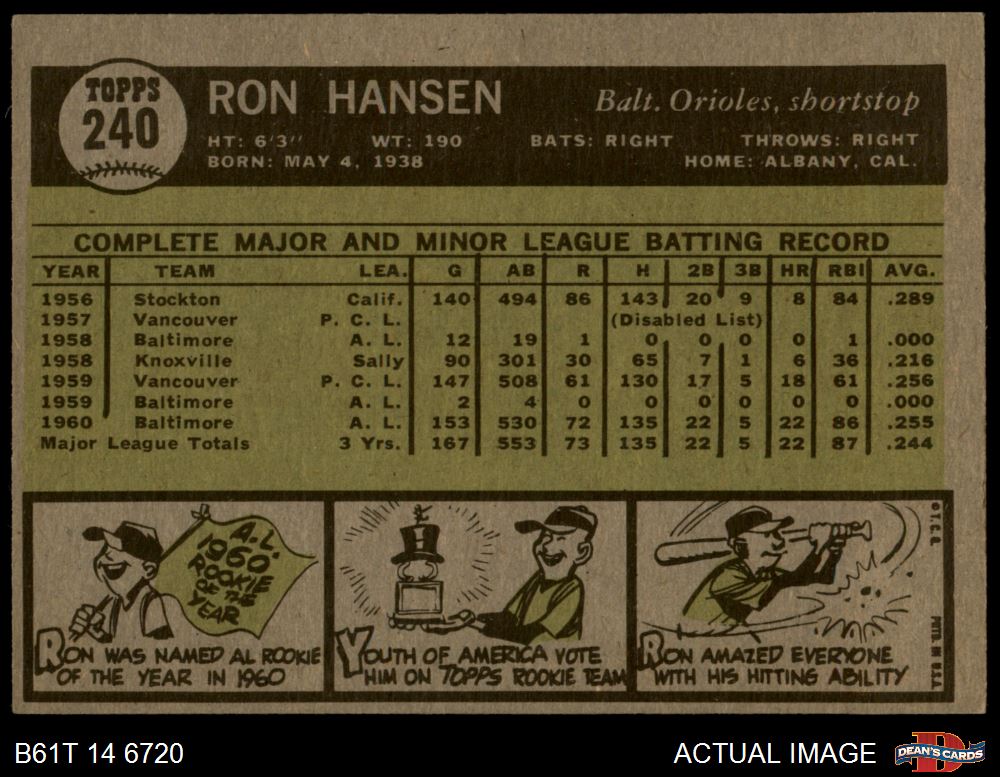 TOPPS
240
RON HANSEN
Balt. Orioles, shortstop
HT: 6'3" WT: 190 BATS: RIGHT THROWS: RIGHT
BORN: MAY 4, 1938 HOME: ALBANY, CAL.
COMPLETE MAJOR AND MINOR LEAGUE BATTING RECORD
YEAR TEAM LEA. G AB R H 2B 3B HR RBI AVG.
1956 Stockton Calif. 140 494 86 143 20 9 8 84 .289
1957 Vancouver P. C. L. (Disabled List)
1958 Baltimore A. L. 12 19 1 0 0 0 0 1 .000
1958 Knoxville Sally 90 301 30 65 7 1 6 36 .216
1959 Vancouver P. C. L. 147 508 61 130 17 5 18 61 .256
1959 Baltimore A. L. 2 4 0 0 0 0 0 0 .000
1960 Baltimore A. L. 153 530 72 135 22 5 22 86 .255
Major League Totals 3 Yrs. 167 553 73 135 22 5 22 87 .244
A.L.
1960
ROOKIE
OF THE
YEAR
RON WAS NAMED AL ROOKIE
OF THE YEAR IN 1960
YOUTH OF AMERICA VOTE
HIM ON TOPPS ROOKIE TEAM
RON AMAZED EVERYONE
WITH HIS HITTING ABILITY
© T. C. G.
PRTD. IN U.S.A.
B61T 14 6720
ACTUAL IMAGE
D
DEAN'S CARDS